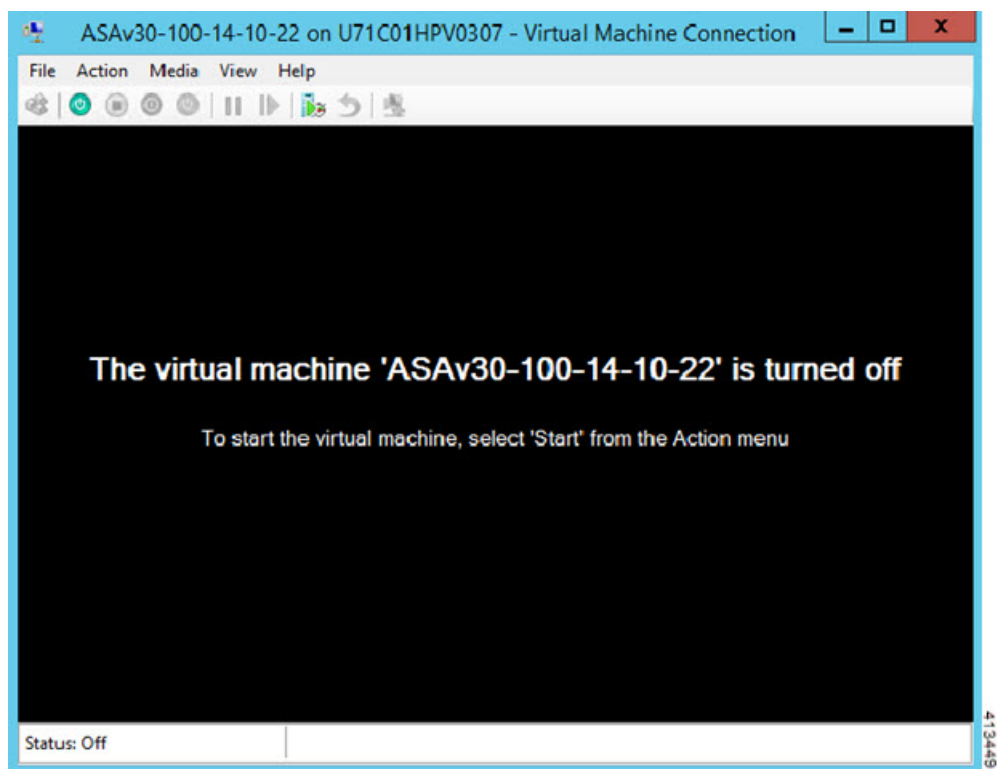 ASAv30-100-14-10-22 on U71C01HPV0307 - Virtual Machine Connection
File Action Media View Help
The virtual machine 'ASAv30-100-14-10-22' is turned off
To start the virtual machine, select 'Start' from the Action menu
Status: Off
413449